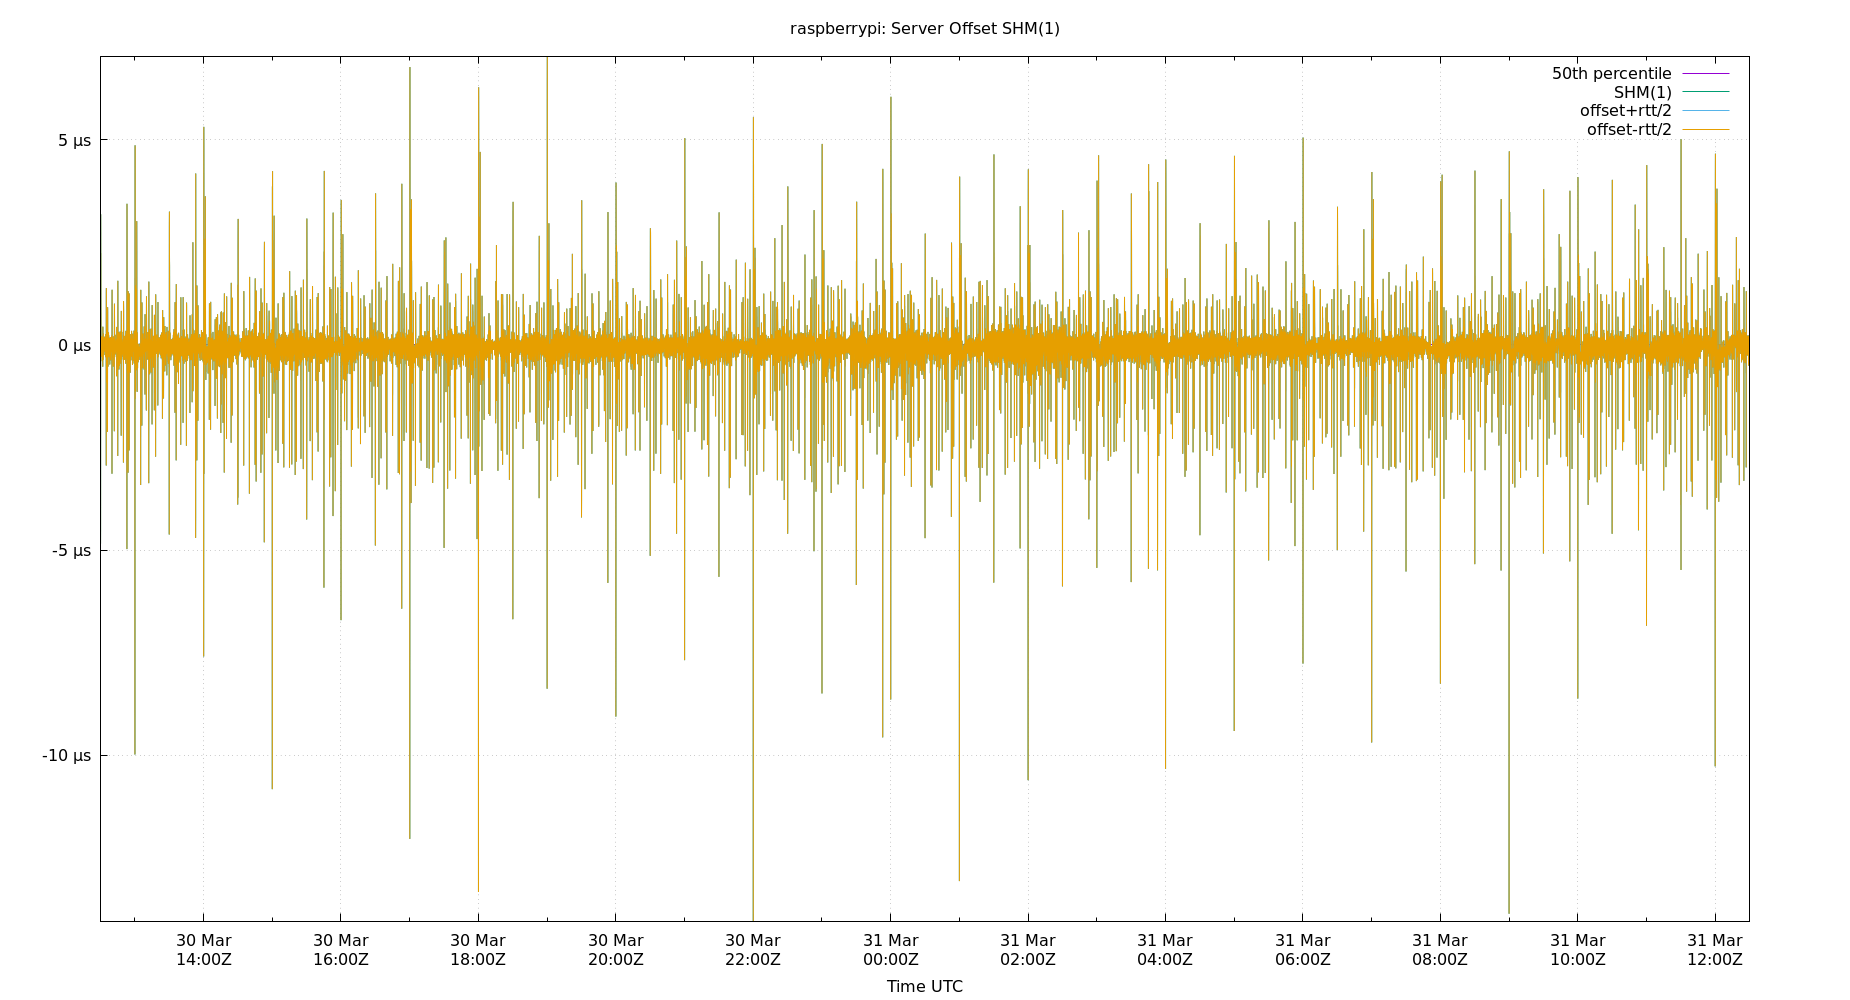 raspberrypi: Server Offset SHM(1)
50th percentile
SHM(1)
offset+rtt/2
offset-rtt/2
5 µs
0 µs
-5 µs
-10 µs
30 Mar 30 Mar 30 Mar 30 Mar 30 Mar 31 Mar 31 Mar 31 Mar 31 Mar 31 Mar 31 Mar 31 Mar
14:00Z 16:00Z 18:00Z 20:00Z 22:00Z 00:00Z 02:00Z 04:00Z 06:00Z 08:00Z 10:00Z 12:00Z
Time UTC